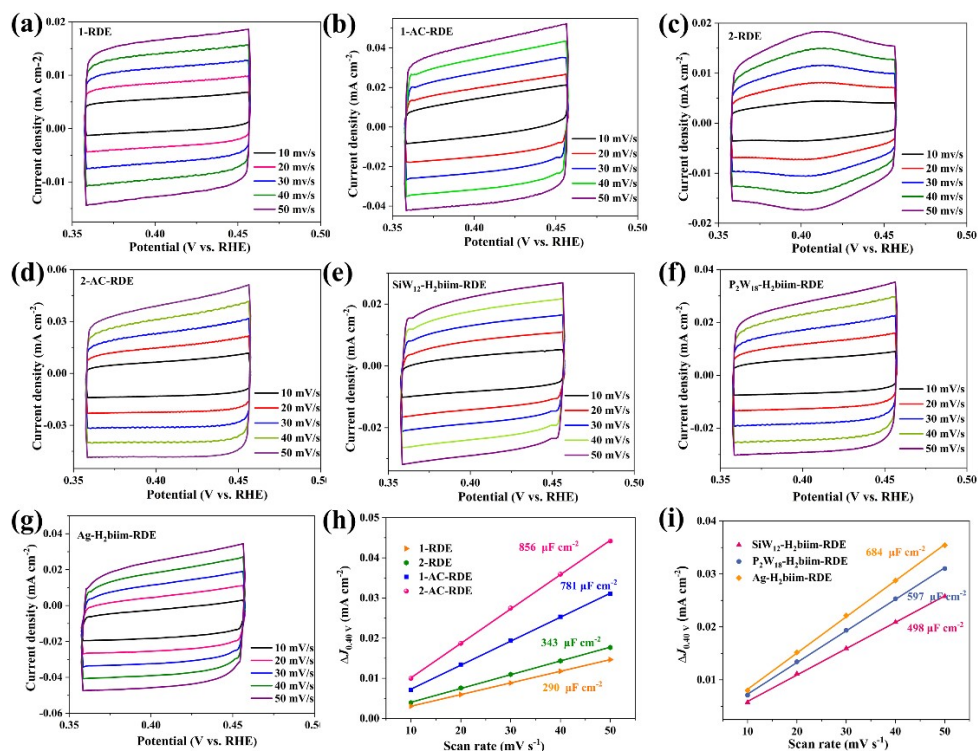 (a)
1-RDE
Current density (mA cm-2)
0.02
0.01
0.00
-0.01
10 mv/s
20 mv/s
30 mv/s
40 mv/s
50 mv/s
0.35 0.40 0.45 0.50
Potential (V vs. RHE)
(b)
1-AC-RDE
Current density (mA cm⁻²)
0.04
0.02
0.00
-0.02
-0.04
10 mV/s
20 mV/s
30 mV/s
40 mV/s
50 mV/s
0.35 0.40 0.45 0.50
Potential (V vs. RHE)
(c)
2-RDE
Current density (mA cm⁻²)
0.02
0.01
0.00
-0.01
-0.02
10 mv/s
20 mv/s
30 mv/s
40 mv/s
50 mv/s
0.35 0.40 0.45 0.50
Potential (V vs. RHE)
(d)
2-AC-RDE
Current density (mA cm⁻²)
0.06
0.03
0.00
-0.03
10 mV/s
20 mV/s
30 mV/s
40 mV/s
50 mV/s
0.35 0.40 0.45 0.50
Potential (V vs. RHE)
(e)
SiW₁₂-H₂biim-RDE
Current density (mA cm⁻²)
0.02
0.00
-0.02
10 mV/s
20 mV/s
30 mV/s
40 mV/s
50 mV/s
0.35 0.40 0.45 0.50
Potential (V vs. RHE)
(f)
P₂W₁₈-H₂biim-RDE
Current density (mA cm⁻²)
0.04
0.02
0.00
-0.02
-0.04
10 mV/s
20 mV/s
30 mV/s
40 mV/s
50 mV/s
0.35 0.40 0.45 0.50
Potential (V vs. RHE)
(g)
Ag-H₂biim-RDE
Current density (mA cm⁻²)
0.04
0.02
0.00
-0.02
-0.04
-0.06
10 mV/s
20 mV/s
30 mV/s
40 mV/s
50 mV/s
0.35 0.40 0.45 0.50
Potential (V vs. RHE)
(h)
ΔJ₀.₄₀ V (mA cm⁻²)
0.05
0.04
0.03
0.02
0.01
0.00
1-RDE
2-RDE
1-AC-RDE
2-AC-RDE
856 μF cm⁻²
781 μF cm⁻²
343 μF cm⁻²
290 μF cm⁻²
10 20 30 40 50
Scan rate (mV s⁻¹)
(i)
ΔJ₀.₄₀ V (mA cm⁻²)
0.04
0.03
0.02
0.01
0.00
SiW₁₂-H₂biim-RDE
P₂W₁₈-H₂biim-RDE
Ag-H₂biim-RDE
684 μF cm⁻²
597 μF cm⁻²
498 μF cm⁻²
10 20 30 40 50
Scan rate (mV s⁻¹)